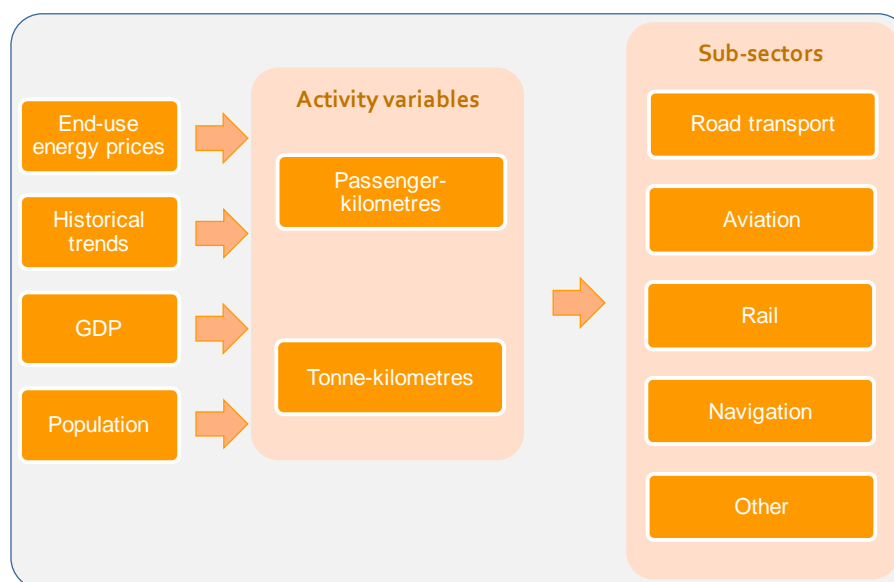 End-use
energy prices
Historical
trends
GDP
Population
Activity variables
Passenger-
kilometres
Tonne-kilometres
Sub-sectors
Road transport
Aviation
Rail
Navigation
Other